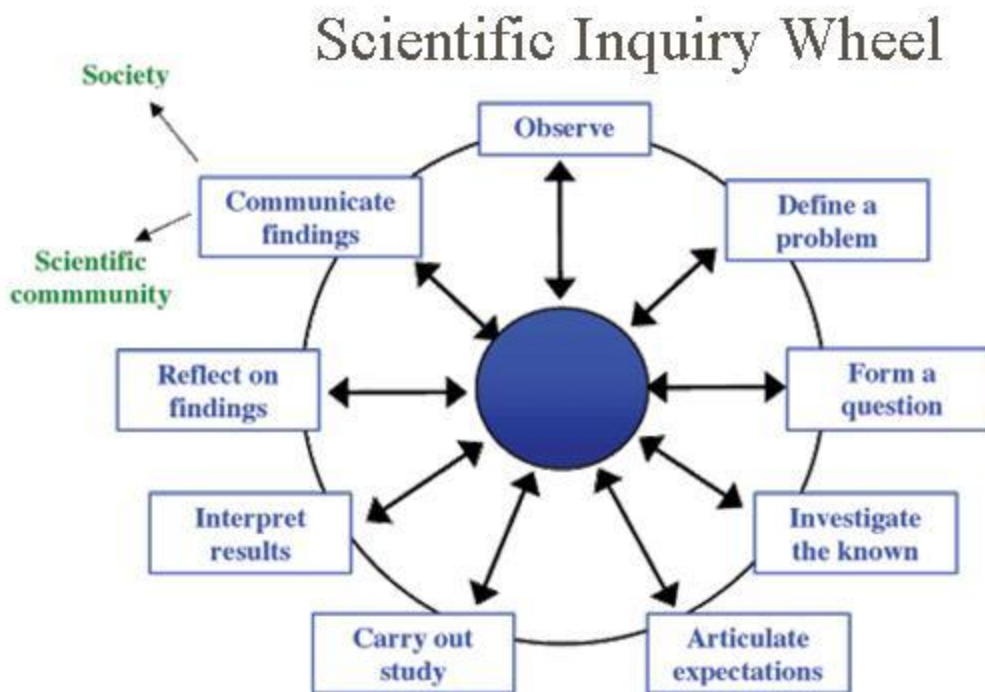 Scientific Inquiry Wheel
Society
Observe
Communicate
findings
Define a
problem
Scientific
commmunity
Reflect on
findings
Form a
question
Interpret
results
Investigate
the known
Carry out
study
Articulate
expectations